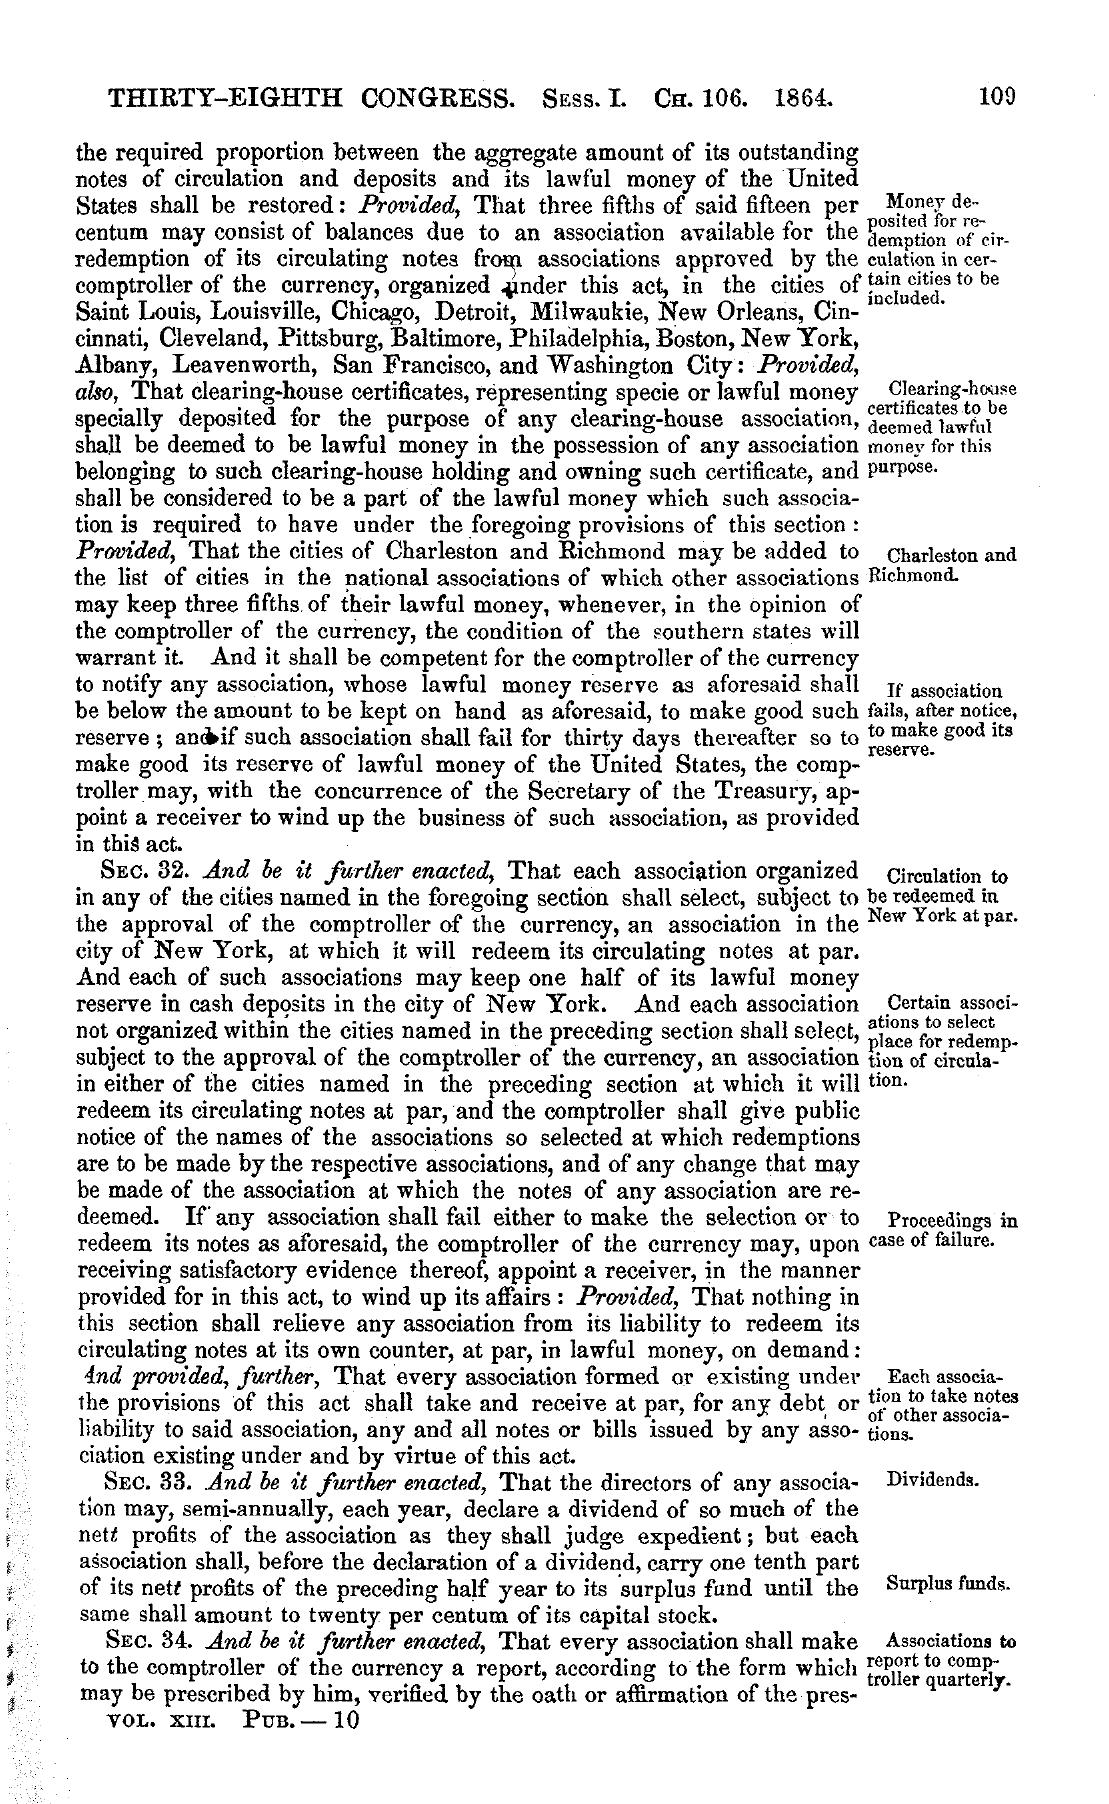 THIRTY-EIGHTH CONGRESS. SESS. I. CH. 106. 1864. 109
the required proportion between the aggregate amount of its outstanding
notes of circulation and deposits and its lawful money of the United
States shall be restored: Provided, That three fifths of said fifteen per
centum may consist of balances due to an association available for the
redemption of its circulating notes from associations approved by the
comptroller of the currency, organized under this act, in the cities of
Saint Louis, Louisville, Chicago, Detroit, Milwaukie, New Orleans, Cin-
cinnati, Cleveland, Pittsburg, Baltimore, Philadelphia, Boston, New York,
Albany, Leavenworth, San Francisco, and Washington City: Provided,
also, That clearing-house certificates, representing specie or lawful money
specially deposited for the purpose of any clearing-house association,
shall be deemed to be lawful money in the possession of any association
belonging to such clearing-house holding and owning such certificate, and
shall be considered to be a part of the lawful money which such associa-
tion is required to have under the foregoing provisions of this section:
Provided, That the cities of Charleston and Richmond may be added to
the list of cities in the national associations of which other associations
may keep three fifths of their lawful money, whenever, in the opinion of
the comptroller of the currency, the condition of the southern states will
warrant it. And it shall be competent for the comptroller of the currency
to notify any association, whose lawful money reserve as aforesaid shall
be below the amount to be kept on hand as aforesaid, to make good such
reserve; and if such association shall fail for thirty days thereafter so to
make good its reserve of lawful money of the United States, the comp-
troller may, with the concurrence of the Secretary of the Treasury, ap-
point a receiver to wind up the business of such association, as provided
in this act.
SEC. 32. And be it further enacted, That each association organized
in any of the cities named in the foregoing section shall select, subject to
the approval of the comptroller of the currency, an association in the
city of New York, at which it will redeem its circulating notes at par.
And each of such associations may keep one half of its lawful money
reserve in cash deposits in the city of New York. And each association
not organized within the cities named in the preceding section shall select,
subject to the approval of the comptroller of the currency, an association
in either of the cities named in the preceding section at which it will
redeem its circulating notes at par, and the comptroller shall give public
notice of the names of the associations so selected at which redemptions
are to be made by the respective associations, and of any change that may
be made of the association at which the notes of any association are re-
deemed. If any association shall fail either to make the selection or to
redeem its notes as aforesaid, the comptroller of the currency may, upon
receiving satisfactory evidence thereof, appoint a receiver, in the manner
provided for in this act, to wind up its affairs: Provided, That nothing in
this section shall relieve any association from its liability to redeem its
circulating notes at its own counter, at par, in lawful money, on demand:
And provided, further, That every association formed or existing under
the provisions of this act shall take and receive at par, for any debt or
liability to said association, any and all notes or bills issued by any asso-
ciation existing under and by virtue of this act.
SEC. 33. And be it further enacted, That the directors of any associa-
tion may, semi-annually, each year, declare a dividend of so much of the
nett profits of the association as they shall judge expedient; but each
association shall, before the declaration of a dividend, carry one tenth part
of its nett profits of the preceding half year to its surplus fund until the
same shall amount to twenty per centum of its capital stock.
SEC. 34. And be it further enacted, That every association shall make
to the comptroller of the currency a report, according to the form which
may be prescribed by him, verified by the oath or affirmation of the pres-
VOL. XIII. PUB.—10
Money de-
posited for re-
demption of cir-
culation in cer-
tain cities to be
included.
Clearing-house
certificates to be
deemed lawful
money for this
purpose.
Charleston and
Richmond.
If association
fails, after notice,
to make good its
reserve.
Circulation to
be redeemed in
New York at par.
Certain associ-
ations to select
place for redemp-
tion of circula-
tion.
Proceedings in
case of failure.
Each associa-
tion to take notes
of other associa-
tions.
Dividends.
Surplus funds.
Associations to
report to comp-
troller quarterly.